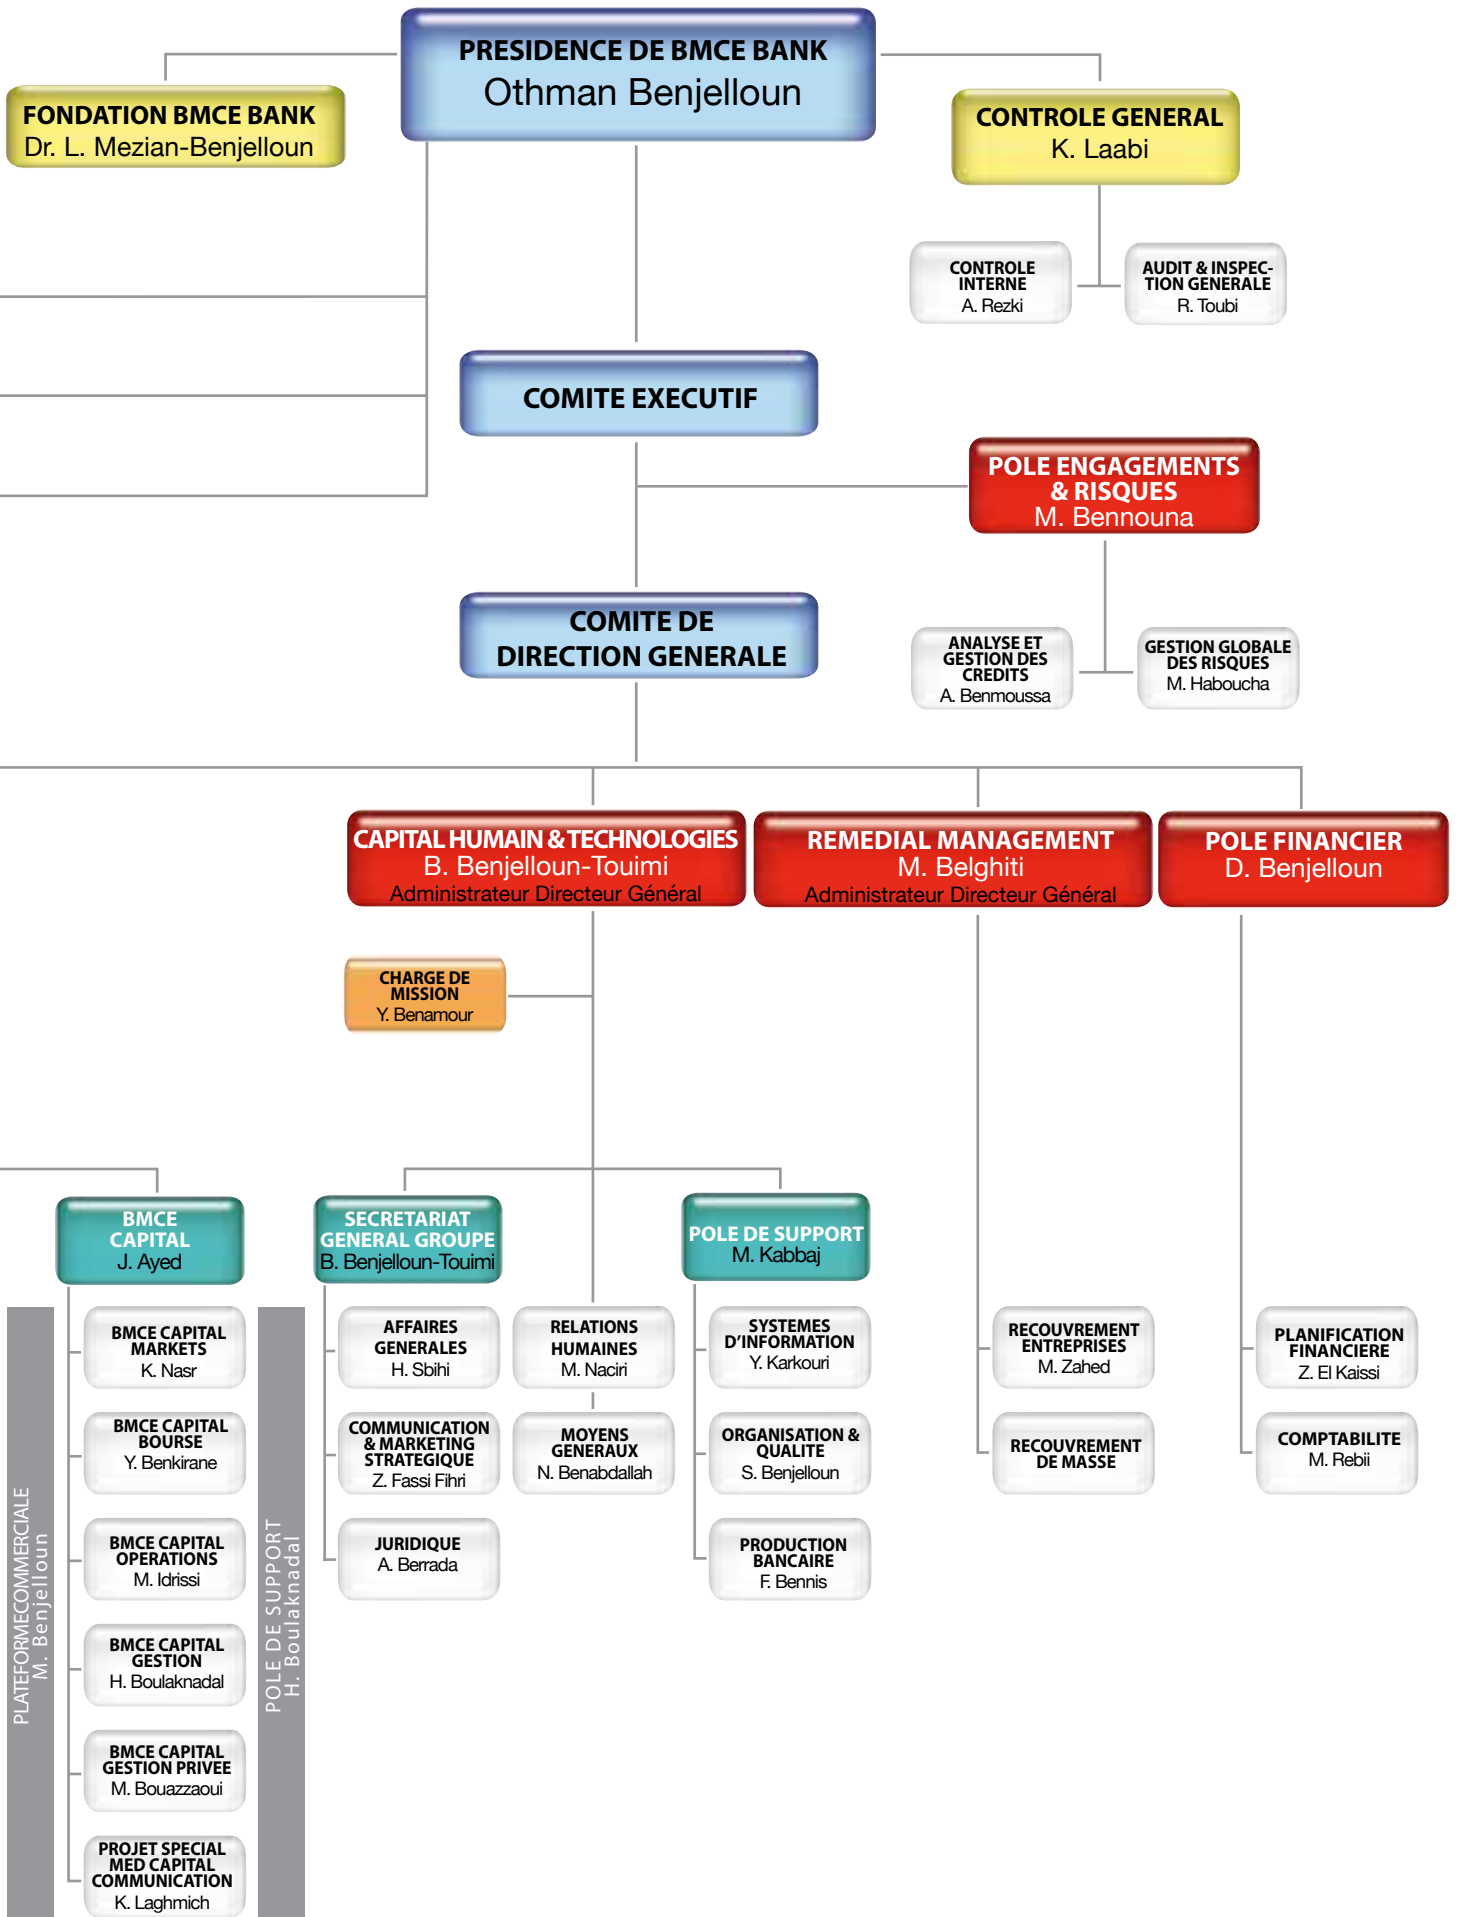 PRESIDENCE DE BMCE BANK
Othman Benjelloun
FONDATION BMCE BANK
Dr. L. Mezian-Benjelloun
CONTROLE GENERAL
K. Laabi
CONTROLE
INTERNE
A. Rezki
AUDIT & INSPEC-
TION GENERALE
R. Toubi
COMITE EXECUTIF
POLE ENGAGEMENTS
& RISQUES
M. Bennouna
COMITE DE
DIRECTION GENERALE
ANALYSE ET
GESTION DES
CREDITS
A. Benmoussa
GESTION GLOBALE
DES RISQUES
M. Haboucha
CAPITAL HUMAIN & TECHNOLOGIES
B. Benjelloun-Touimi
Administrateur Directeur Général
REMEDIAL MANAGEMENT
M. Belghiti
Administrateur Directeur Général
POLE FINANCIER
D. Benjelloun
CHARGE DE
MISSION
Y. Benamour
BMCE
CAPITAL
J. Ayed
SECRETARIAT
GENERAL GROUPE
B. Benjelloun-Touimi
POLE DE SUPPORT
M. Kabbaj
PLATEFORMECOMMERCIALE
M. Benjelloun
BMCE CAPITAL
MARKETS
K. Nasr
BMCE CAPITAL
BOURSE
Y. Benkirane
BMCE CAPITAL
OPERATIONS
M. Idrissi
BMCE CAPITAL
GESTION
H. Boulaknadal
BMCE CAPITAL
GESTION PRIVEE
M. Bouazzaoui
PROJET SPECIAL
MED CAPITAL
COMMUNICATION
K. Laghmich
POLE DE SUPPORT
H. Boulaknadal
AFFAIRES
GENERALES
H. Sbihi
COMMUNICATION
& MARKETING
STRATEGIQUE
Z. Fassi Fihri
JURIDIQUE
A. Berrada
RELATIONS
HUMAINES
M. Naciri
MOYENS
GENERAUX
N. Benabdallah
SYSTEMES
D'INFORMATION
Y. Karkouri
ORGANISATION &
QUALITE
S. Benjelloun
PRODUCTION
BANCAIRE
F. Bennis
RECOUVREMENT
ENTREPRISES
M. Zahed
RECOUVREMENT
DE MASSE
PLANIFICATION
FINANCIERE
Z. El Kaissi
COMPTABILITE
M. Rebii